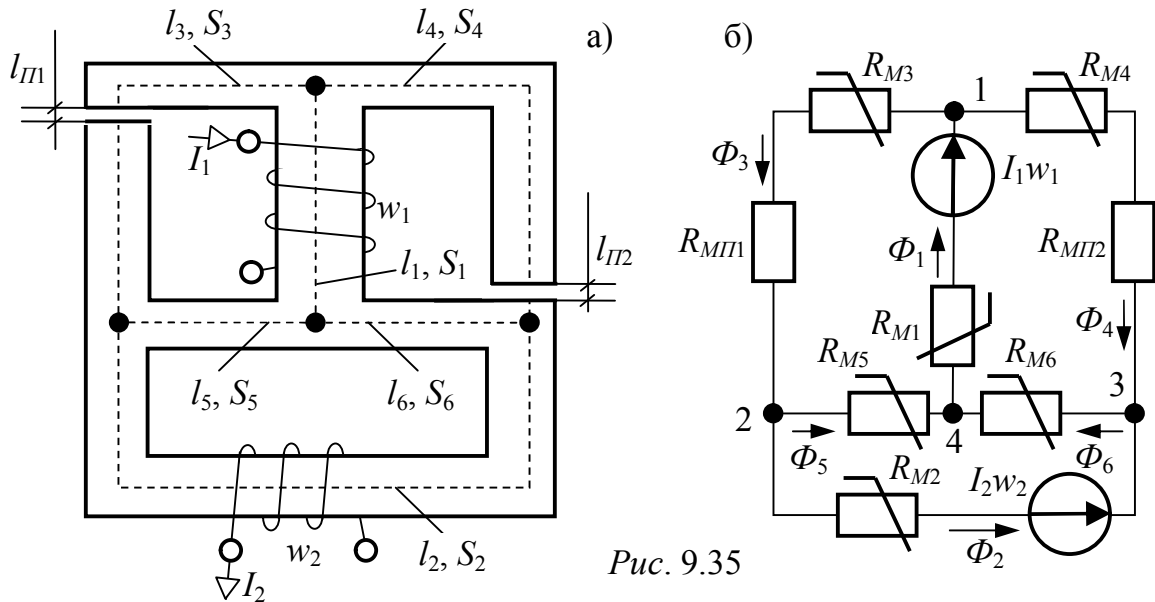 l3, S3
l4, S4
а)
б)
lП1
RМ3
1
RМ4
I1
Φ3
I1w1
w1
lП2
RМП1
Φ1
RМП2
l1, S1
RМ1
Φ4
RМ5
RМ6
3
l5, S5
l6, S6
2
Φ5
4
Φ6
RМ2
I2w2
w2
l2, S2
Φ2
I2
Рис. 9.35